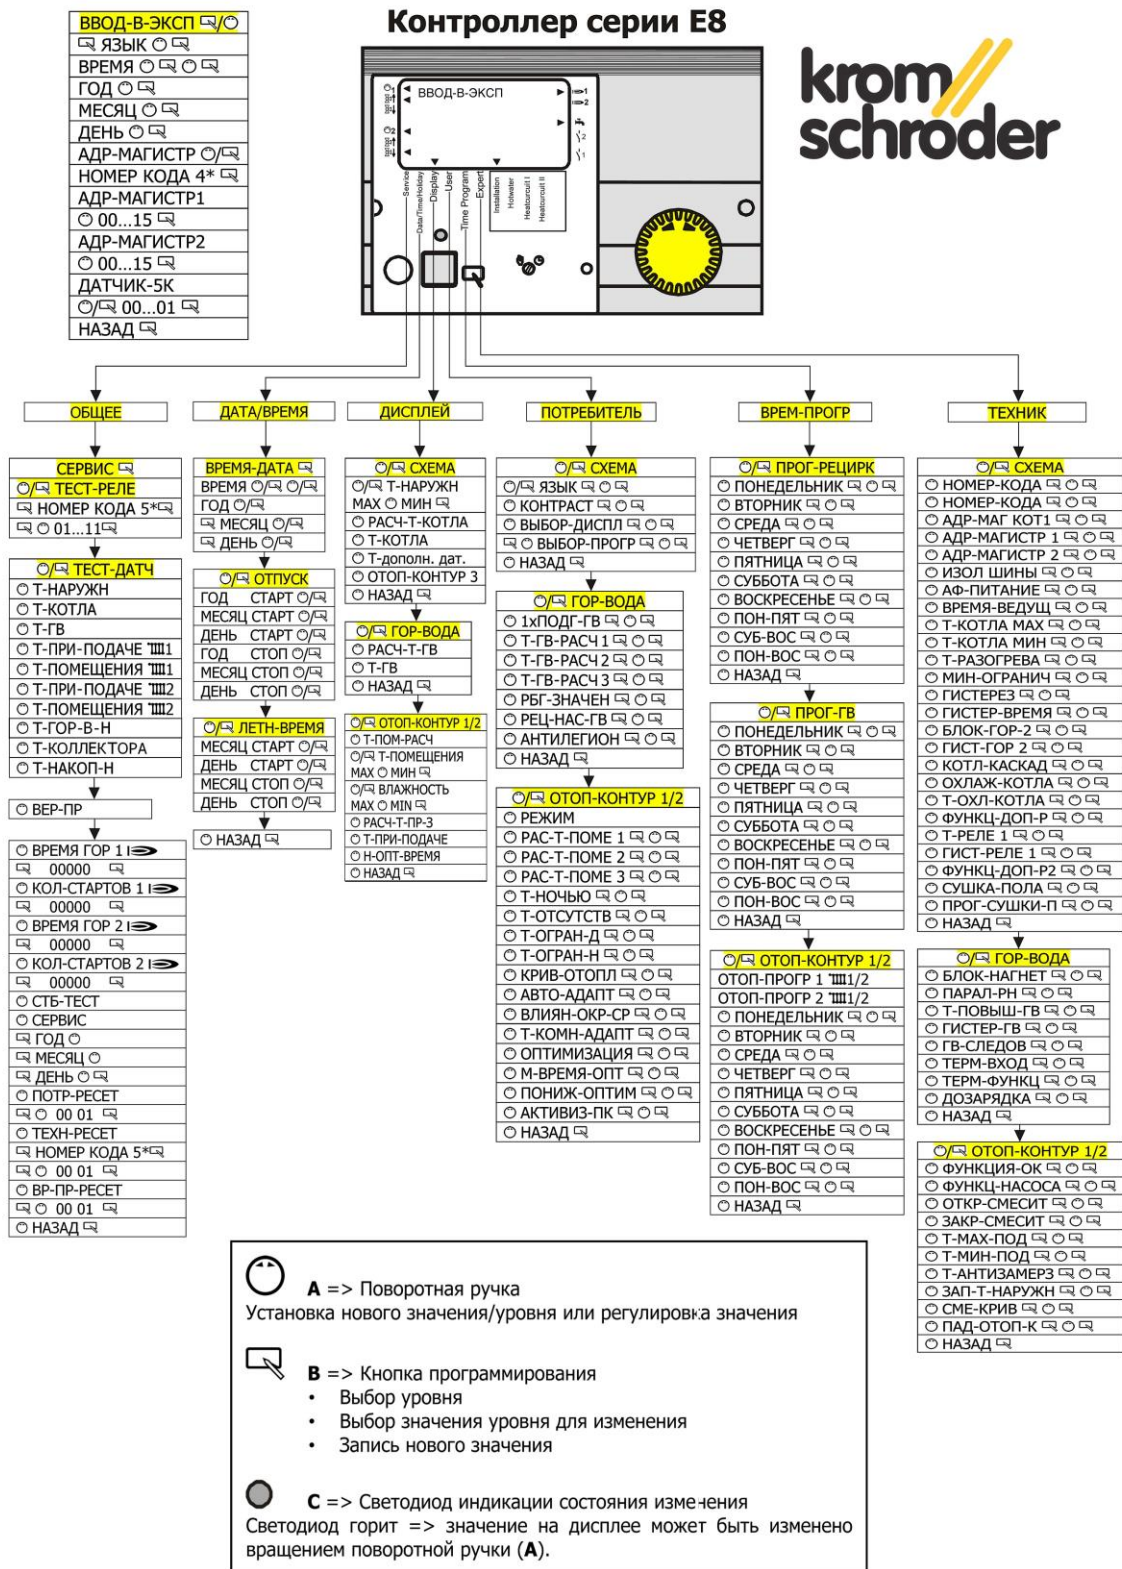 Контроллер серии E8
krom
schröder
ВВОД-В-ЭКСП /
ЯЗЫК
ВРЕМЯ
ГОД
МЕСЯЦ
ДЕНЬ
АДР-МАГИСТР /
НОМЕР КОДА 4*
АДР-МАГИСТР1
00...15
АДР-МАГИСТР2
00...15
ДАТЧИК-5К
/ 00...01
НАЗАД
ВВОД-В-ЭКСП
1
2
2
1
Service
Data/Time/Holiday
Display
User
Time Program
Expert
Installation
Hotwater
Heatcurcuit I
Heatcurcuit II
ОБЩЕЕ
СЕРВИС
/ ТЕСТ-РЕЛЕ
НОМЕР КОДА 5*
01...11
/ ТЕСТ-ДАТЧ
Т-НАРУЖН
Т-КОТЛА
Т-ГВ
Т-ПРИ-ПОДАЧЕ 1
Т-ПОМЕЩЕНИЯ 1
Т-ПРИ-ПОДАЧЕ 2
Т-ПОМЕЩЕНИЯ 2
Т-ГОР-В-Н
Т-КОЛЛЕКТОРА
Т-НАКОП-Н
ВЕР-ПР
ВРЕМЯ ГОР 1
00000
КОЛ-СТАРТОВ 1
00000
ВРЕМЯ ГОР 2
00000
КОЛ-СТАРТОВ 2
00000
СТБ-ТЕСТ
СЕРВИС
ГОД
МЕСЯЦ
ДЕНЬ
ПОТР-РЕСЕТ
00 01
ТЕХН-РЕСЕТ
НОМЕР КОДА 5*
00 01
ВР-ПР-РЕСЕТ
00 01
НАЗАД
ДАТА/ВРЕМЯ
ВРЕМЯ-ДАТА
ВРЕМЯ / /
ГОД /
МЕСЯЦ /
ДЕНЬ /
/ ОТПУСК
ГОД СТАРТ /
МЕСЯЦ СТАРТ /
ДЕНЬ СТАРТ /
ГОД СТОП /
МЕСЯЦ СТОП /
ДЕНЬ СТОП /
/ ЛЕТН-ВРЕМЯ
МЕСЯЦ СТАРТ /
ДЕНЬ СТАРТ /
МЕСЯЦ СТОП /
ДЕНЬ СТОП /
НАЗАД
ДИСПЛЕЙ
/ СХЕМА
/ Т-НАРУЖН
MAX МИН
РАСЧ-Т-КОТЛА
Т-КОТЛА
Т-дополн. дат.
ОТОП-КОНТУР 3
НАЗАД
/ ГОР-ВОДА
РАСЧ-Т-ГВ
Т-ГВ
НАЗАД
/ ОТОП-КОНТУР 1/2
Т-ПОМ-РАСЧ
/ Т-ПОМЕЩЕНИЯ
MAX МИН
/ ВЛАЖНОСТЬ
MAX MIN
РАСЧ-Т-ПР-3
Т-ПРИ-ПОДАЧЕ
Н-ОПТ-ВРЕМЯ
НАЗАД
ПОТРЕБИТЕЛЬ
/ СХЕМА
/ ЯЗЫК
КОНТРАСТ
ВЫБОР-ДИСПЛ
ВЫБОР-ПРОГР
НАЗАД
/ ГОР-ВОДА
1хПОДГ-ГВ
Т-ГВ-РАСЧ 1
Т-ГВ-РАСЧ 2
Т-ГВ-РАСЧ 3
РБГ-ЗНАЧЕН
РЕЦ-НАС-ГВ
АНТИЛЕГИОН
НАЗАД
/ ОТОП-КОНТУР 1/2
РЕЖИМ
РАС-Т-ПОМЕ 1
РАС-Т-ПОМЕ 2
РАС-Т-ПОМЕ 3
Т-НОЧЬЮ
Т-ОТСУТСТВ
Т-ОГРАН-Д
Т-ОГРАН-Н
КРИВ-ОТОПЛ
АВТО-АДАПТ
ВЛИЯН-ОКР-СР
Т-КОМН-АДАПТ
ОПТИМИЗАЦИЯ
М-ВРЕМЯ-ОПТ
ПОНИЖ-ОПТИМ
АКТИВИЗ-ПК
НАЗАД
ВРЕМ-ПРОГР
/ ПРОГ-РЕЦИРК
ПОНЕДЕЛЬНИК
ВТОРНИК
СРЕДА
ЧЕТВЕРГ
ПЯТНИЦА
СУББОТА
ВОСКРЕСЕНЬЕ
ПОН-ПЯТ
СУБ-ВОС
ПОН-ВОС
НАЗАД
/ ПРОГ-ГВ
ПОНЕДЕЛЬНИК
ВТОРНИК
СРЕДА
ЧЕТВЕРГ
ПЯТНИЦА
СУББОТА
ВОСКРЕСЕНЬЕ
ПОН-ПЯТ
СУБ-ВОС
ПОН-ВОС
НАЗАД
/ ОТОП-КОНТУР 1/2
ОТОП-ПРОГР 1 1/2
ОТОП-ПРОГР 2 1/2
ПОНЕДЕЛЬНИК
ВТОРНИК
СРЕДА
ЧЕТВЕРГ
ПЯТНИЦА
СУББОТА
ВОСКРЕСЕНЬЕ
ПОН-ПЯТ
СУБ-ВОС
ПОН-ВОС
НАЗАД
ТЕХНИК
/ СХЕМА
НОМЕР-КОДА
НОМЕР-КОДА
АДР-МАГ КОТ1
АДР-МАГИСТР 1
АДР-МАГИСТР 2
ИЗОЛ ШИНЫ
АФ-ПИТАНИЕ
ВРЕМЯ-ВЕДУЩ
Т-КОТЛА МАХ
Т-КОТЛА МИН
Т-РАЗОГРЕВА
МИН-ОГРАНИЧ
ГИСТЕРЕЗ
ГИСТЕР-ВРЕМЯ
БЛОК-ГОР-2
ГИСТ-ГОР 2
КОТЛ-КАСКАД
ОХЛАЖ-КОТЛА
Т-ОХЛ-КОТЛА
ФУНКЦ-ДОП-Р
Т-РЕЛЕ 1
ГИСТ-РЕЛЕ 1
ФУНКЦ-ДОП-Р2
СУШКА-ПОЛА
ПРОГ-СУШКИ-П
НАЗАД
/ ГОР-ВОДА
БЛОК-НАГНЕТ
ПАРАЛ-РН
Т-ПОВЫШ-ГВ
ГИСТЕР-ГВ
ГВ-СЛЕДОВ
ТЕРМ-ВХОД
ТЕРМ-ФУНКЦ
ДОЗАРЯДКА
НАЗАД
/ ОТОП-КОНТУР 1/2
ФУНКЦИЯ-ОК
ФУНКЦ-НАСОСА
ОТКР-СМЕСИТ
ЗАКР-СМЕСИТ
Т-МАХ-ПОД
Т-МИН-ПОД
Т-АНТИЗАМЕРЗ
ЗАП-Т-НАРУЖН
СМЕ-КРИВ
ПАД-ОТОП-К
НАЗАД
А => Поворотная ручка
Установка нового значения/уровня или регулировка значения
В => Кнопка программирования
• Выбор уровня
• Выбор значения уровня для изменения
• Запись нового значения
С => Светодиод индикации состояния изменения
Светодиод горит => значение на дисплее может быть изменено
вращением поворотной ручки (А).